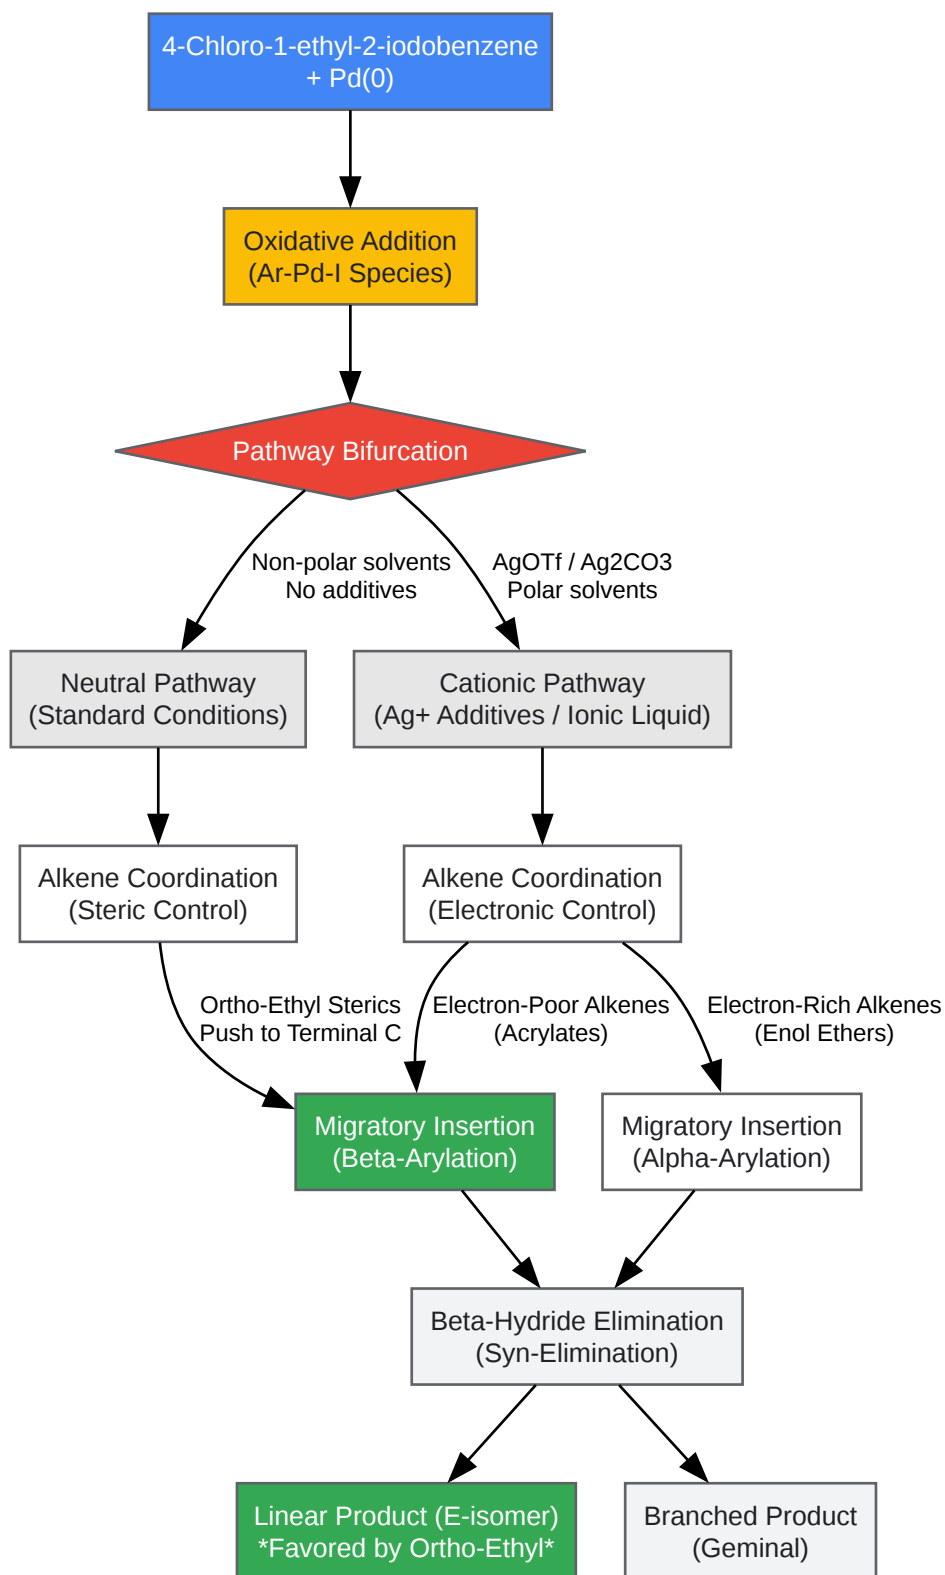 4-Chloro-1-ethyl-2-iodobenzene
+ Pd(0)
Oxidative Addition
(Ar-Pd-I Species)
Pathway Bifurcation
Non-polar solvents
No additives
AgOTf / Ag2CO3
Polar solvents
Neutral Pathway
(Standard Conditions)
Cationic Pathway
(Ag+ Additives / Ionic Liquid)
Alkene Coordination
(Steric Control)
Alkene Coordination
(Electronic Control)
Ortho-Ethyl Sterics
Push to Terminal C
Electron-Poor Alkenes
(Acrylates)
Electron-Rich Alkenes
(Enol Ethers)
Migratory Insertion
(Beta-Arylation)
Migratory Insertion
(Alpha-Arylation)
Beta-Hydride Elimination
(Syn-Elimination)
Linear Product (E-isomer)
*Favored by Ortho-Ethyl*
Branched Product
(Geminal)